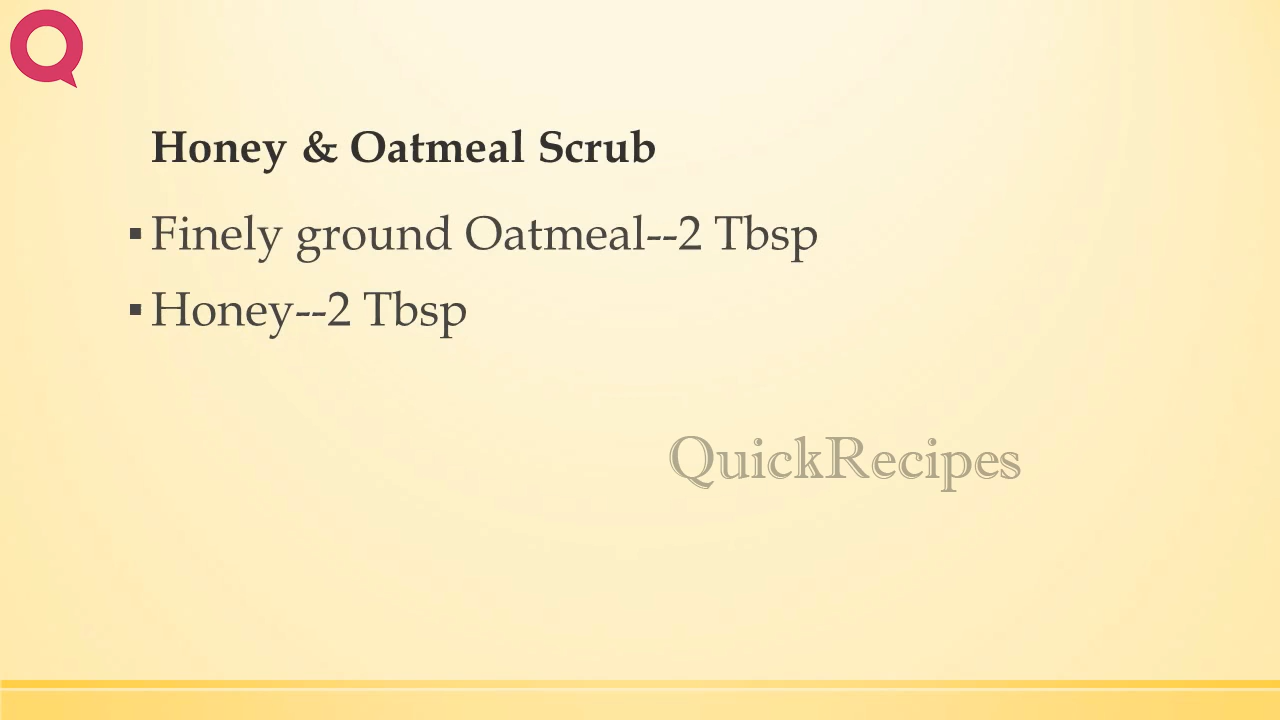 Honey & Oatmeal Scrub
▪Finely ground Oatmeal--2 Tbsp
▪Honey--2 Tbsp
QuickRecipes